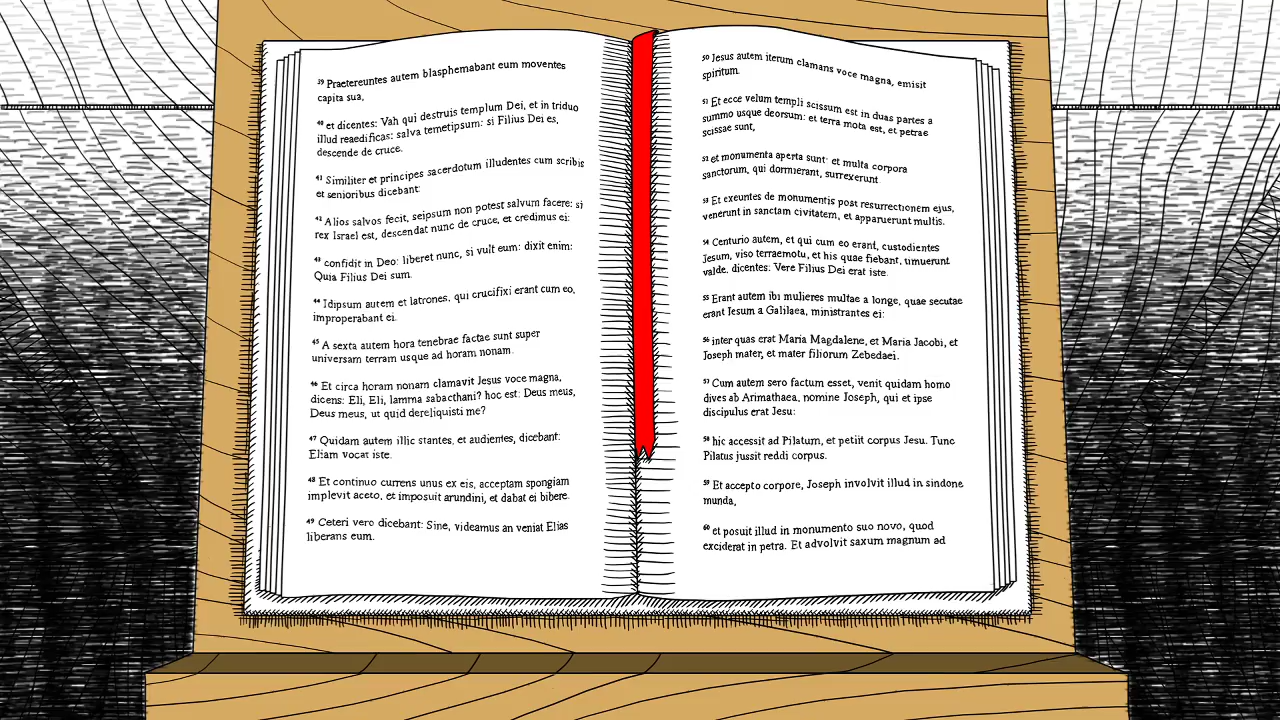 39 Praetereuntes autem blasphemabant eum moventes
capita sua,
40 et dicentes: Vah qui destruis templum Dei, et in triduo
illud reaedificas: salva temetipsum: si Filius Dei es,
descende de cruce.
41 Similiter et principes sacerdotum illudentes cum scribis
et senioribus dicebant:
42 Alios salvos fecit, seipsum non potest salvum facere: si
rex Israel est, descendat nunc de cruce, et credimus ei:
43 Confidit in Deo: liberet nunc, si vult eum: dixit enim:
Quia Filius Dei sum.
44 Idipsum autem et latrones, qui crucifixi erant cum eo,
improperabant ei.
45 A sexta autem hora tenebrae factae sunt super
universam terram usque ad horam nonam.
46 Et circa horam nonam clamavit Jesus voce magna,
dicens: Eli, Eli, lamma sabacthani? hoc est: Deus meus,
Deus meus, ut quid dereliquisti me?
47 Quidam autem illic stantes, et audientes, dicebant:
Eliam vocat iste.
48 Et continuo currens unus ex eis, acceptam spongiam
implevit aceto, et imposuit arundini, et dabat ei bibere.
49 Ceteri vero dicebant: Sine, videamus an veniat Elias
liberans eum.
50 Jesus autem iterum clamans voce magna, emisit
spiritum.
51 Et ecce velum templi scissum est in duas partes a
summo usque deorsum: et terra mota est, et petrae
scissae sunt,
52 et monumenta aperta sunt: et multa corpora
sanctorum, qui dormierant, surrexerunt.
53 Et exeuntes de monumentis post resurrectionem ejus,
venerunt in sanctam civitatem, et apparuerunt multis.
54 Centurio autem, et qui cum eo erant, custodientes
Jesum, viso terraemotu, et his quae fiebant, timuerunt
valde, dicentes: Vere Filius Dei erat iste.
55 Erant autem ibi mulieres multae a longe, quae secutae
erant Jesum a Galilaea, ministrantes ei:
56 inter quas erat Maria Magdalene, et Maria Jacobi, et
Joseph mater, et mater filiorum Zebedaei.
57 Cum autem sero factum esset, venit quidam homo
dives ab Arimathaea, nomine Joseph, qui et ipse
discipulus erat Jesu:
58 hic accessit ad Pilatum, et petiit corpus Jesu. Tunc
Pilatus jussit reddi corpus.
59 Et accepto corpore, Joseph involvit illud in sindone
munda,
60 et posuit illud in monumento suo novo, quod
exciderat in petra. Et advolvit saxum magnum ad